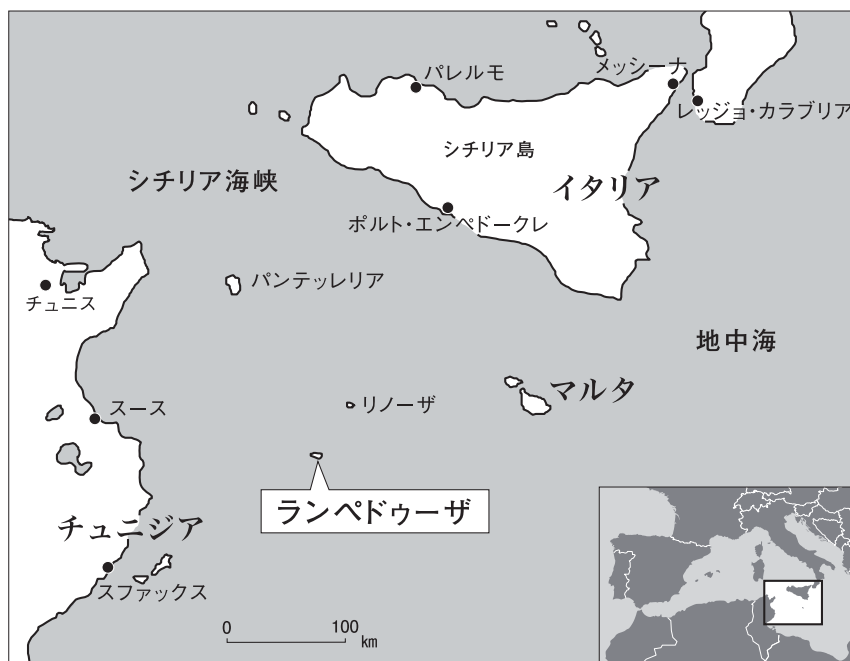 パレルモ
メッシーナ
レッジョ・カラブリア
シチリア島
シチリア海峡
イタリア
ポルト・エンペドークレ
パンテッレリア
チュニス
地中海
マルタ
リノーザ
スース
ランペドゥーザ
チュニジア
スファックス
0 100
km